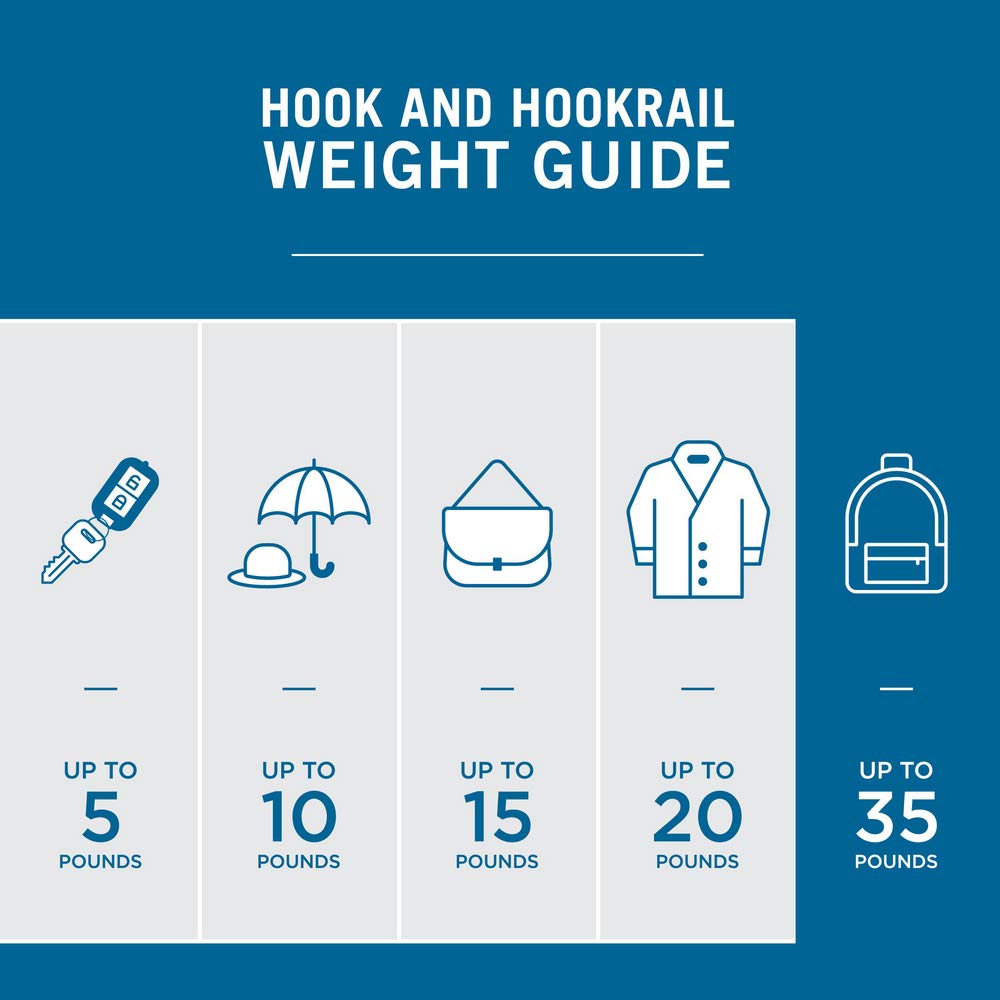 HOOK AND HOOKRAIL
WEIGHT GUIDE
UP TO
5
POUNDS
UP TO
10
POUNDS
UP TO
15
POUNDS
UP TO
20
POUNDS
UP TO
35
POUNDS